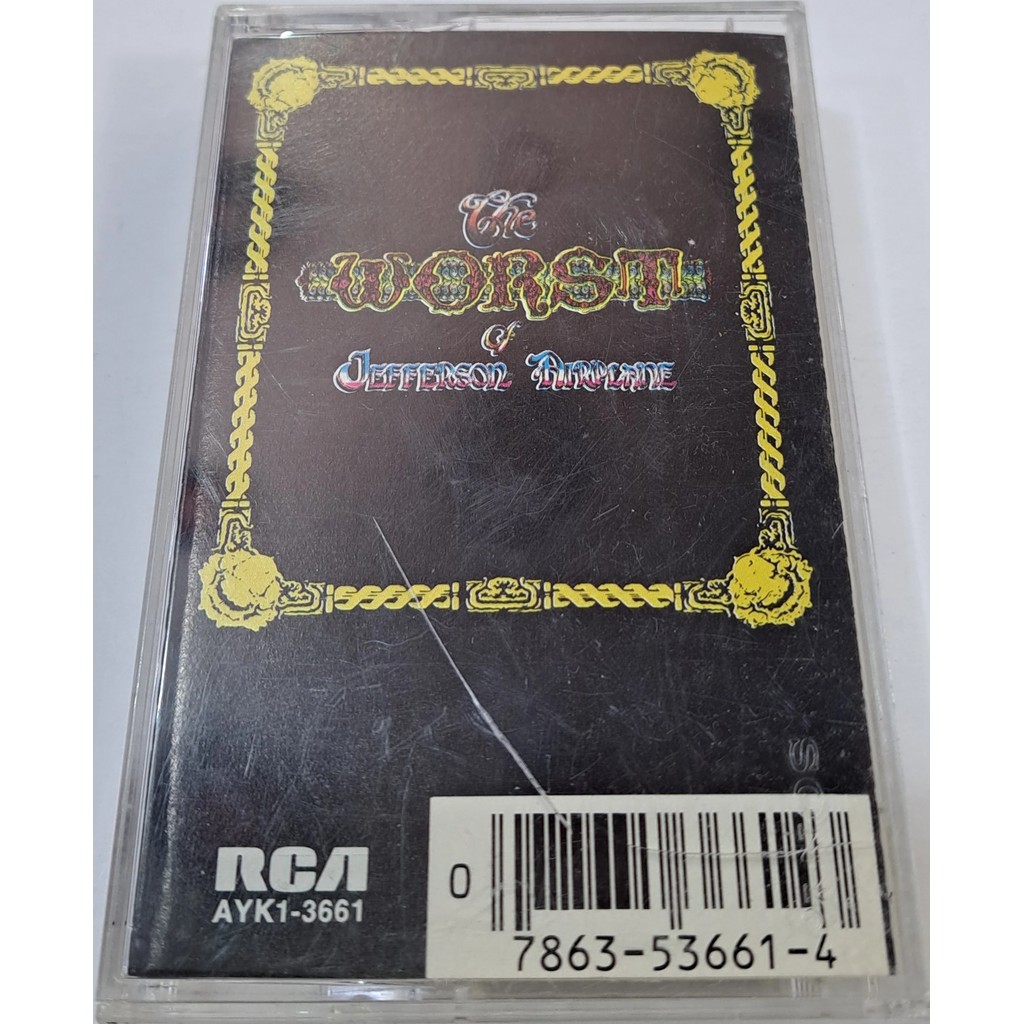 The
WORST
of
JEFFERSON AIRPLANE
RCA
AYK1-3661
0
7863-53661-4